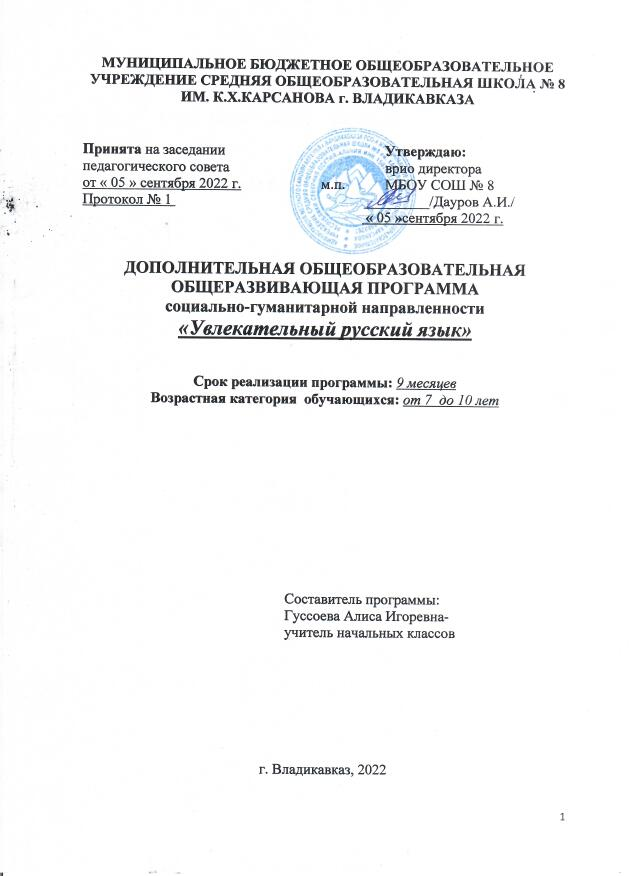 МУНИЦИПАЛЬНОЕ БЮДЖЕТНОЕ ОБЩЕОБРАЗОВАТЕЛЬНОЕ
УЧРЕЖДЕНИЕ СРЕДНЯЯ ОБЩЕОБРАЗОВАТЕЛЬНАЯ ШКОЛА № 8
ИМ. К.Х.КАРСАНОВА г. ВЛАДИКАВКАЗА
Принята на заседании
педагогического совета
от « 05 » сентября 2022 г.
Протокол № 1
м.п.
Утверждаю:
врио директора
МБОУ СОШ № 8
/Дауров А.И./
« 05 »сентября 2022 г.
ДОПОЛНИТЕЛЬНАЯ ОБЩЕОБРАЗОВАТЕЛЬНАЯ
ОБЩЕРАЗВИВАЮЩАЯ ПРОГРАММА
социально-гуманитарной направленности
«Увлекательный русский язык»
Срок реализации программы: 9 месяцев
Возрастная категория обучающихся: от 7 до 10 лет
Составитель программы:
Гуссоева Алиса Игоревна-
учитель начальных классов
г. Владикавказ, 2022
1